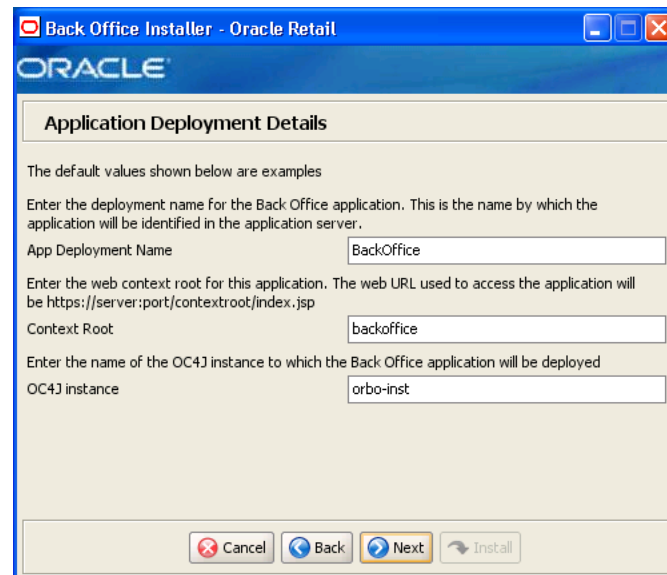 Back Office Installer - Oracle Retail
ORACLE
Application Deployment Details
The default values shown below are examples
Enter the deployment name for the Back Office application. This is the name by which the
application will be identified in the application server.
App Deployment Name BackOffice
Enter the web context root for this application. The web URL used to access the application will
be https://server:port/contextroot/index.jsp
Context Root backoffice
Enter the name of the OC4J instance to which the Back Office application will be deployed
OC4J instance orbo-inst
Cancel Back Next Install